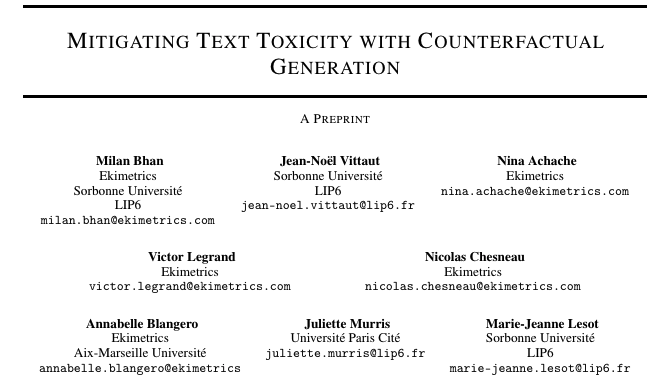 MITIGATING TEXT TOXICITY WITH COUNTERFACTUAL
GENERATION
A PREPRINT
Milan Bhan
Ekimetrics
Sorbonne Université
LIP6
milan.bhan@ekimetrics.com
Jean-Noël Vittaut
Sorbonne Université
LIP6
jean-noel.vittaut@lip6.fr
Nina Achache
Ekimetrics
nina.achache@ekimetrics.com
Victor Legrand
Ekimetrics
victor.legrand@ekimetrics.com
Nicolas Chesneau
Ekimetrics
nicolas.chesneau@ekimetrics.com
Annabelle Blangero
Ekimetrics
Aix-Marseille Université
annabelle.blangero@ekimetrics
Juliette Murris
Université Paris Cité
juliette.murris@lip6.fr
Marie-Jeanne Lesot
Sorbonne Université
LIP6
marie-jeanne.lesot@lip6.fr